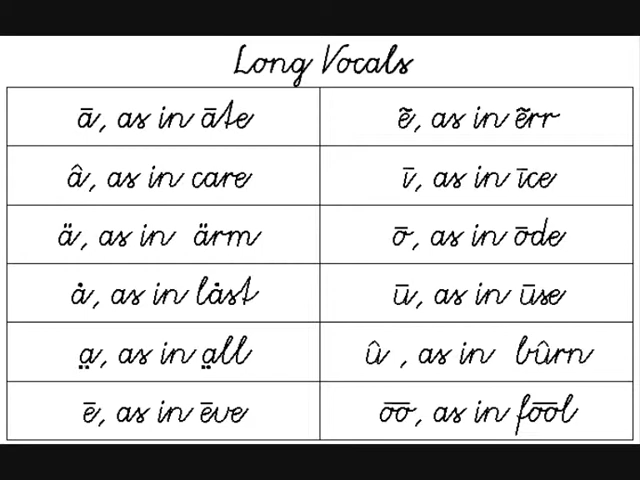 Long Vocals
ā, as in āte
ẽ, as in ẽrr
â, as in care
ī, as in īce
ä, as in ärm
ō, as in ōde
ȧ, as in lȧst
ū, as in ūse
a̤, as in a̤ll
û , as in bûrn
ē, as in ēve
o͞o, as in fo͞ol